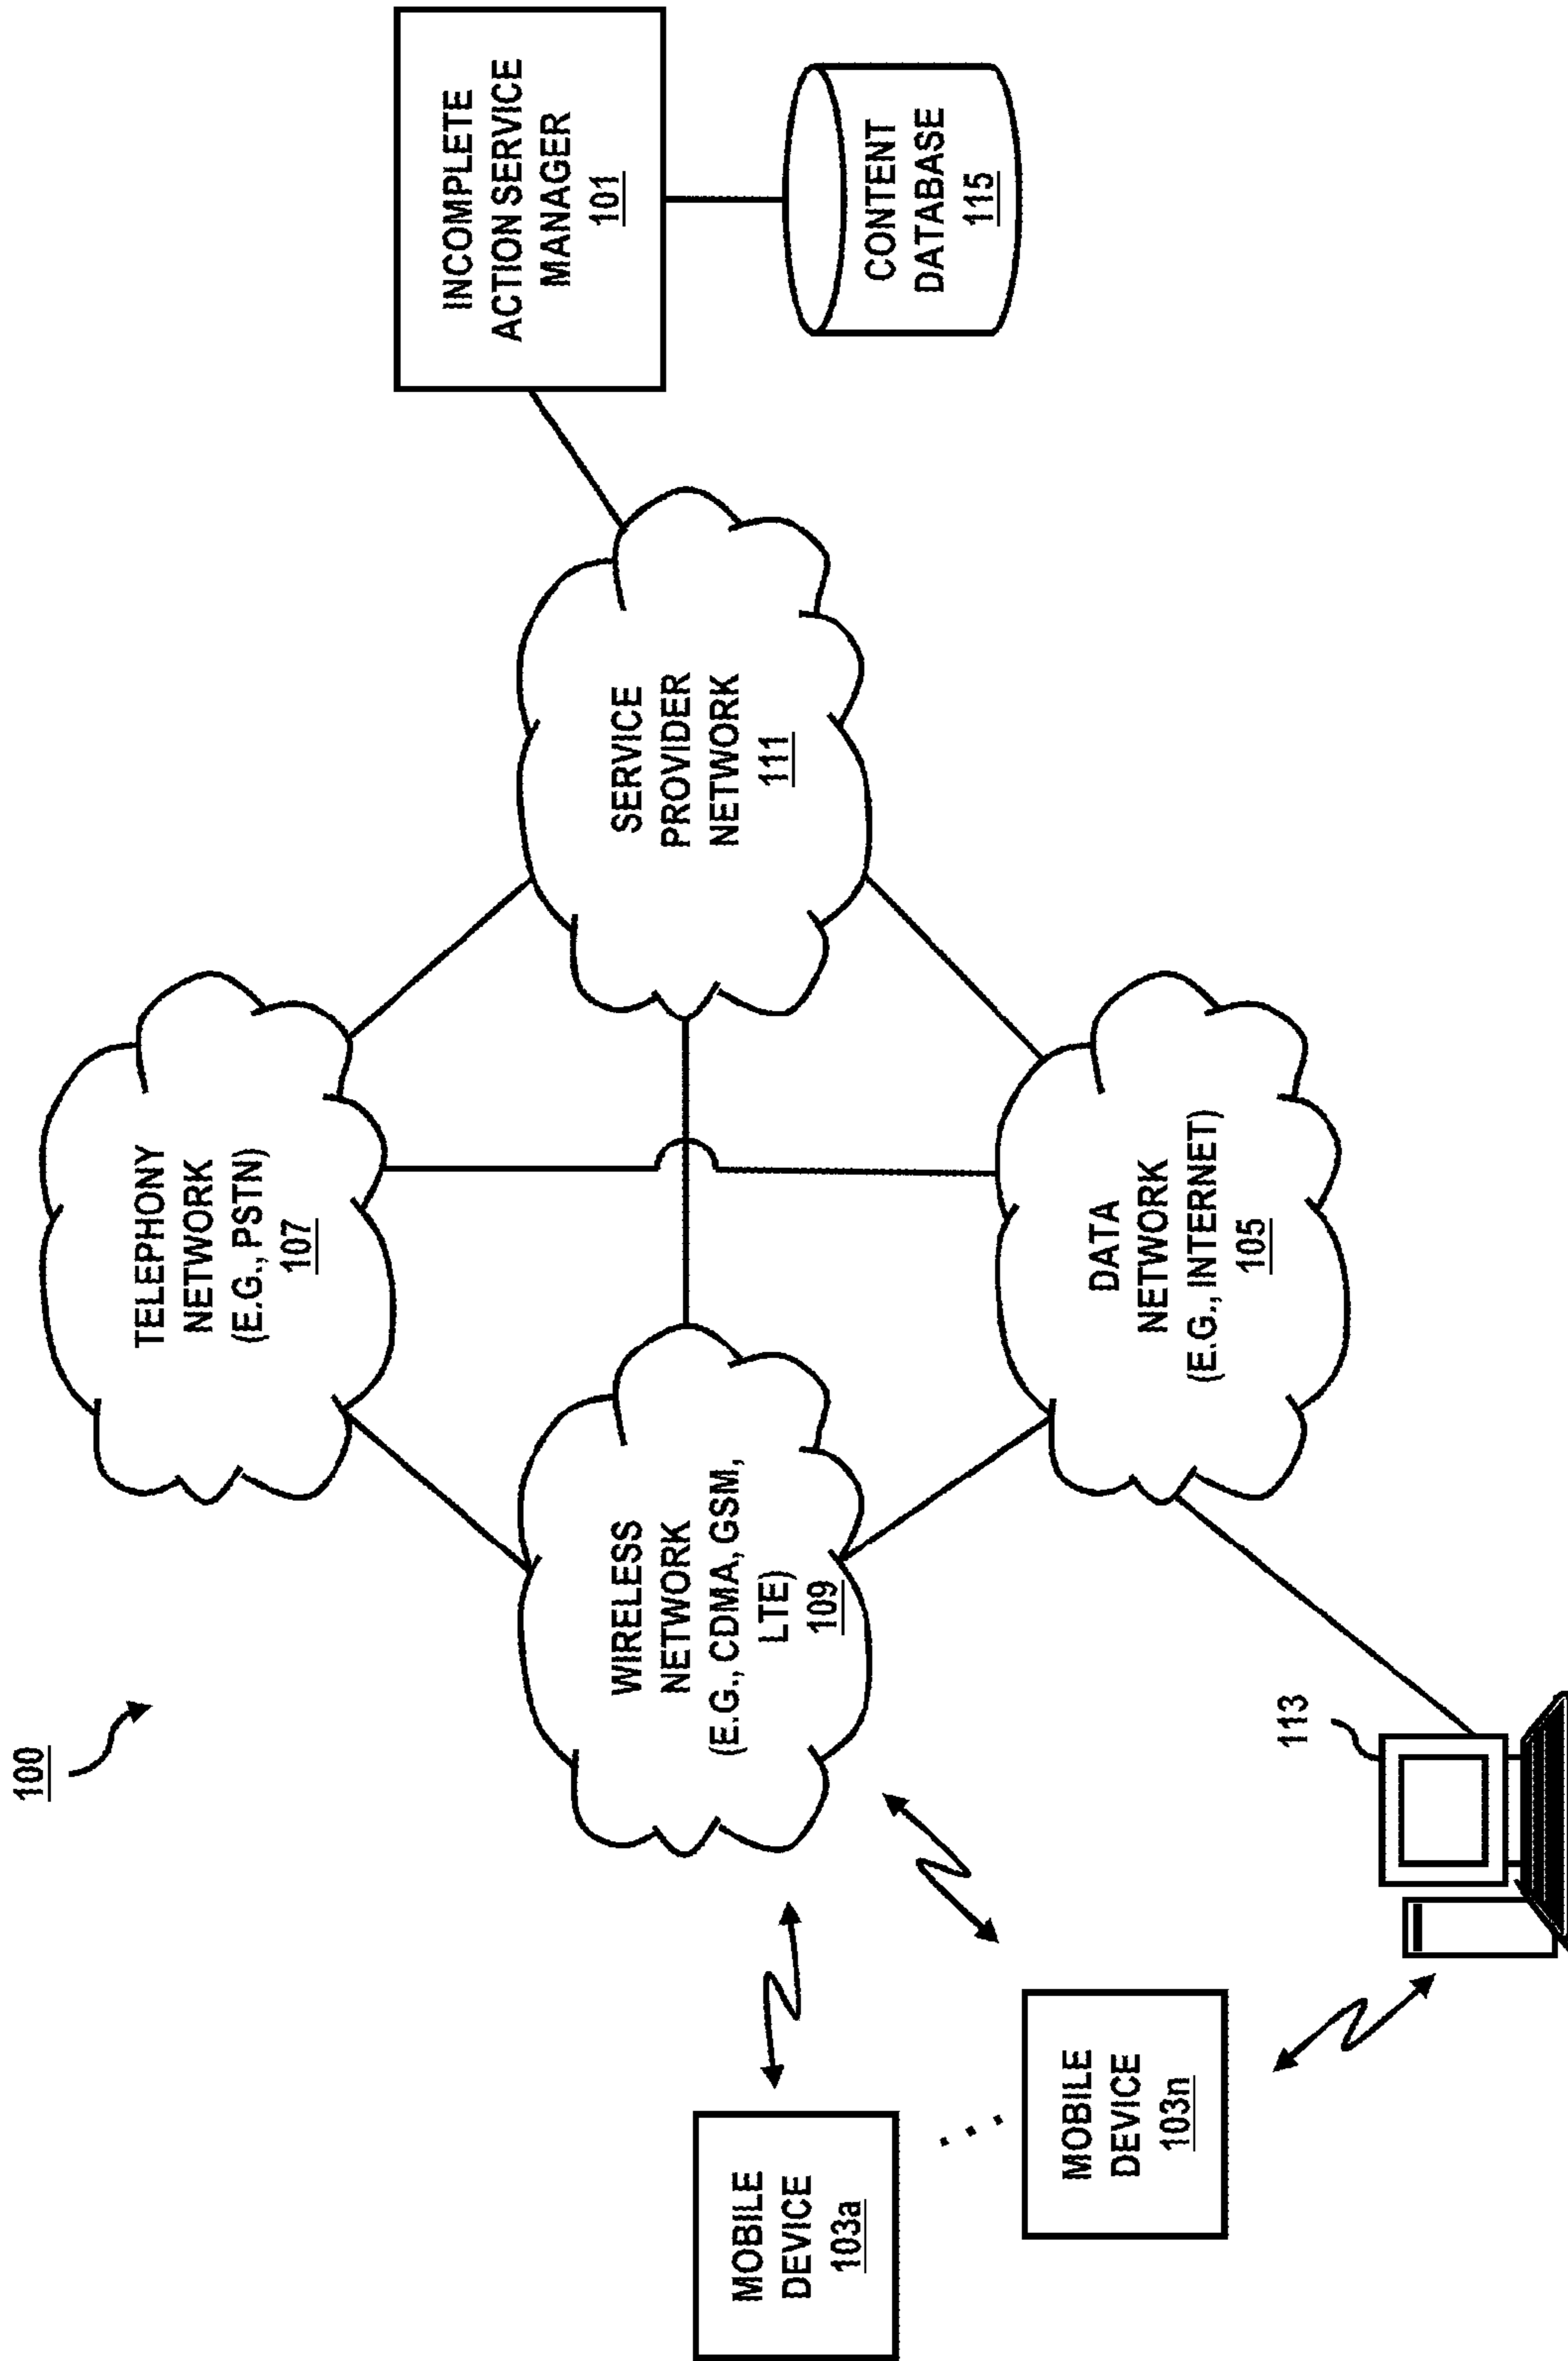 100
TELEPHONY
NETWORK
(E.G., PSTN)
107
INCOMPLETE
ACTION SERVICE
MANAGER
101
WIRELESS
NETWORK
(E.G., CDMA, GSM,
LTE)
109
SERVICE
PROVIDER
NETWORK
111
CONTENT
DATABASE
115
MOBILE
DEVICE
103a
MOBILE
DEVICE
103n
DATA
NETWORK
(E.G., INTERNET)
105
113